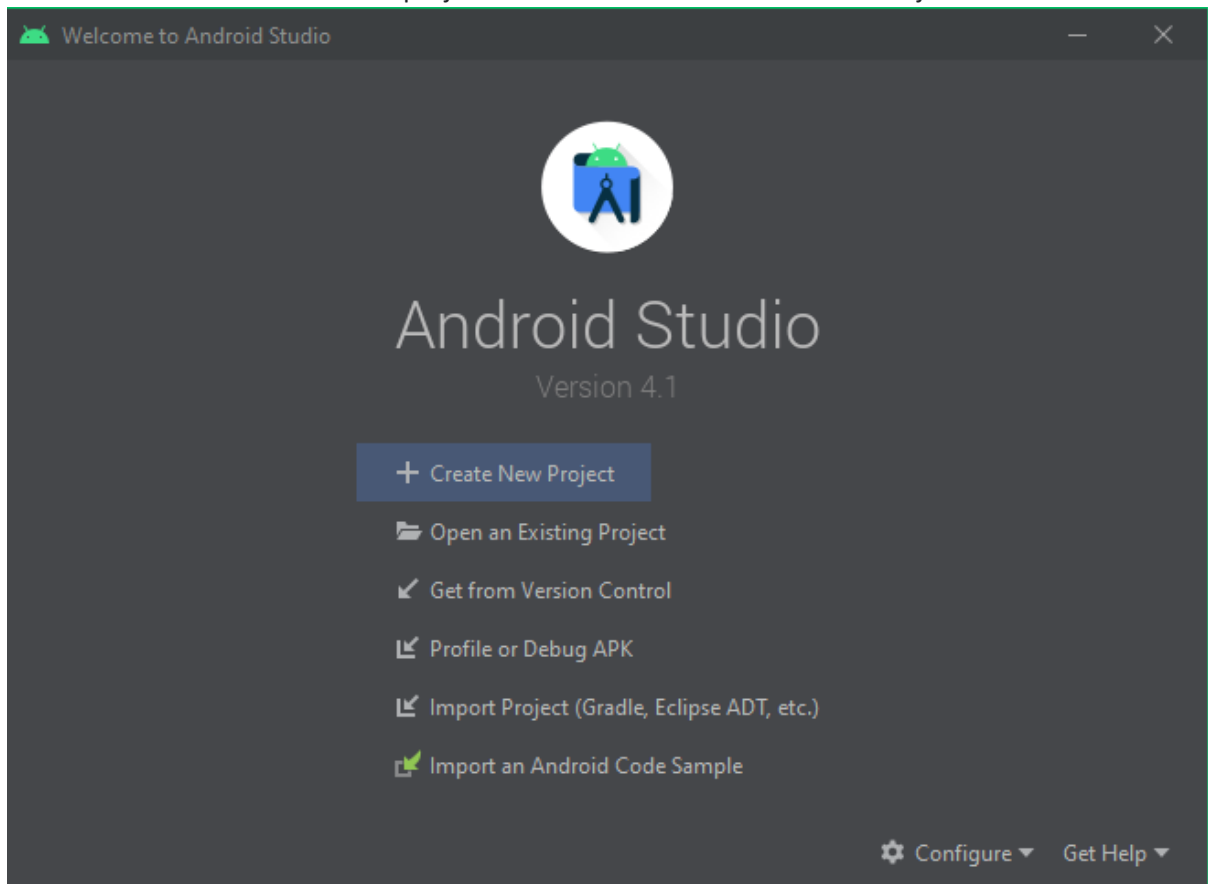 Welcome to Android Studio
Android Studio
Version 4.1
Create New Project
Open an Existing Project
Get from Version Control
Profile or Debug APK
Import Project (Gradle, Eclipse ADT, etc.)
Import an Android Code Sample
Configure Get Help